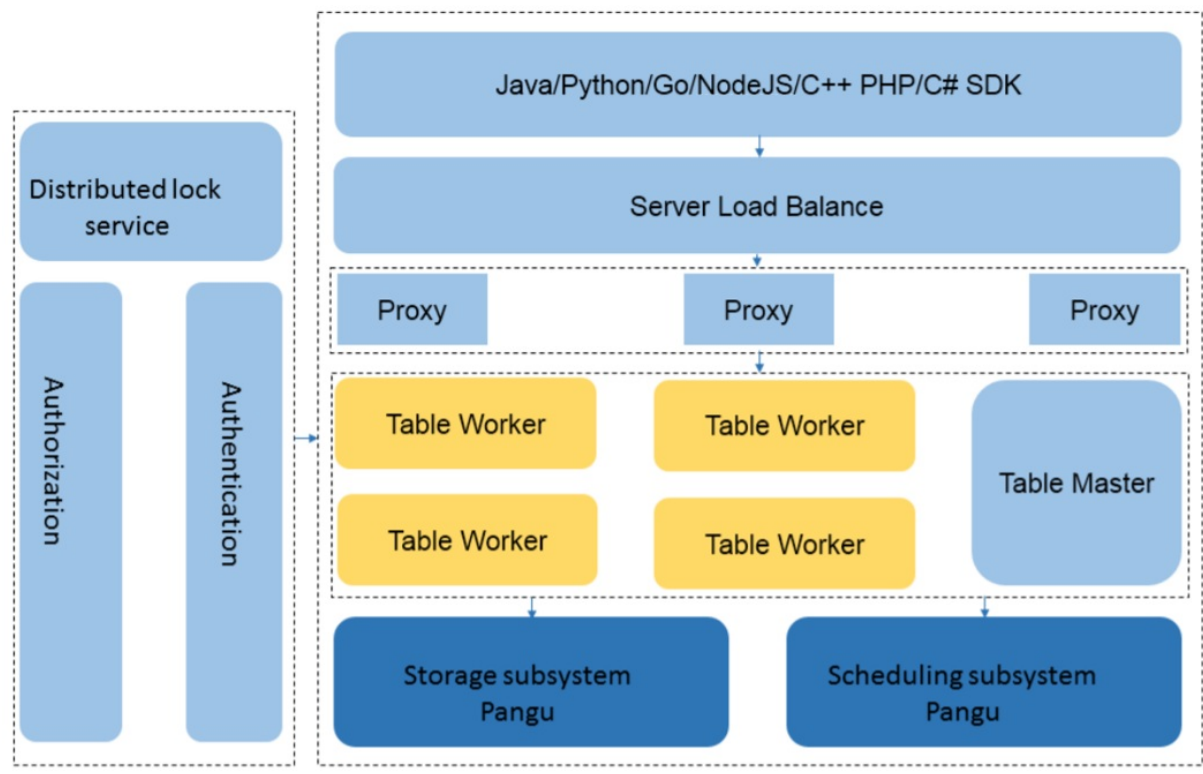 Java/Python/Go/NodeJS/C++ PHP/C# SDK
Distributed lock
service
Server Load Balance
Proxy
Proxy
Proxy
Authorization
Authentication
Table Worker
Table Worker
Table Master
Table Worker
Table Worker
Storage subsystem
Pangu
Scheduling subsystem
Pangu